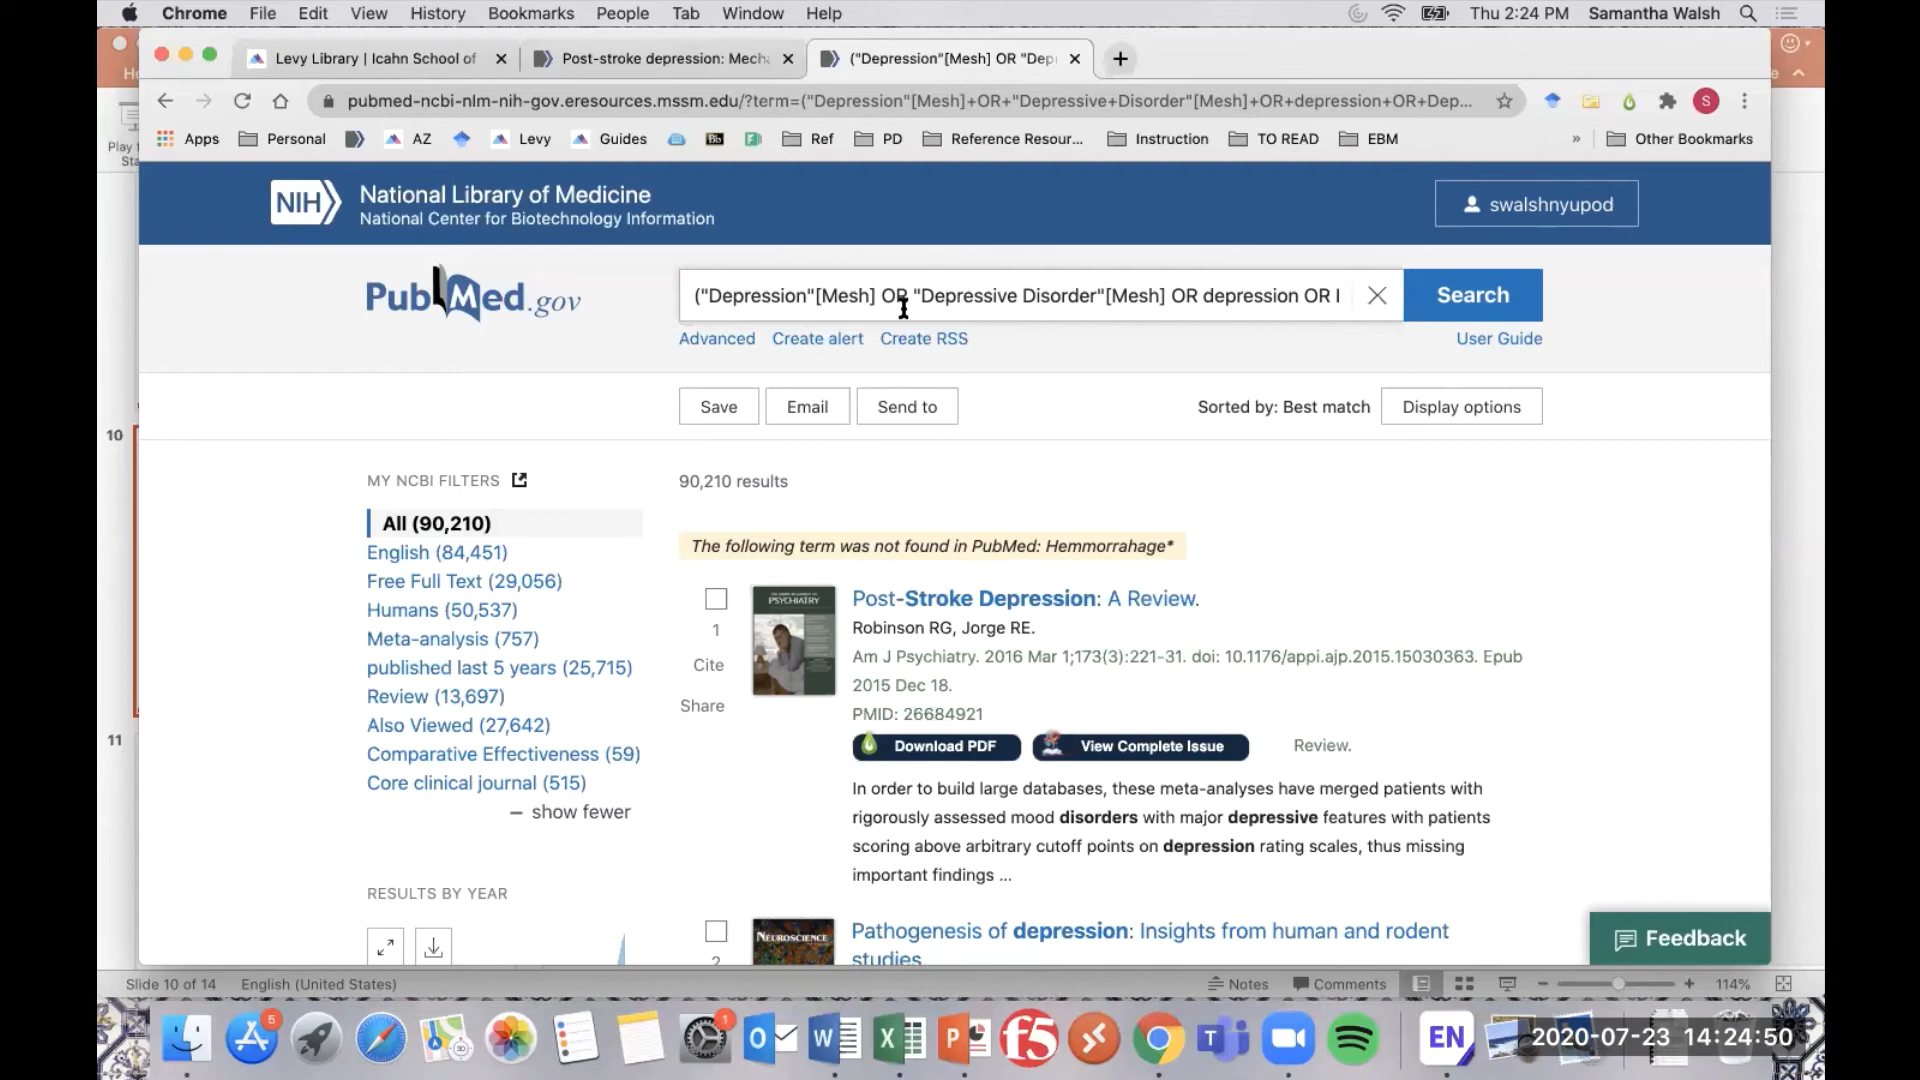 Chrome File Edit View History Bookmarks People Tab Window Help
Thu 2:24 PM Samantha Walsh
Levy Library | Icahn School of
Post-stroke depression: Mecha
("Depression"[Mesh] OR "Dep
pubmed-ncbi-nlm-nih-gov.eresources.mssm.edu/?term=("Depression"[Mesh]+OR+"Depressive+Disorder"[Mesh]+OR+depression+OR+Dep...
S
Apps Personal AZ Levy Guides Bb Ref PD Reference Resour... Instruction TO READ EBM » Other Bookmarks
Play f
Sta
NIH
National Library of Medicine
National Center for Biotechnology Information
swalshnyupod
PubMed.gov
("Depression"[Mesh] OR "Depressive Disorder"[Mesh] OR depression OR
Search
Advanced Create alert Create RSS
User Guide
Save Email Send to
Sorted by: Best match Display options
10
11
MY NCBI FILTERS
All (90,210)
English (84,451)
Free Full Text (29,056)
Humans (50,537)
Meta-analysis (757)
published last 5 years (25,715)
Review (13,697)
Also Viewed (27,642)
Comparative Effectiveness (59)
Core clinical journal (515)
— show fewer
RESULTS BY YEAR
90,210 results
The following term was not found in PubMed: Hemmorrahage*
1
Cite
Share
PSYCHIATRY
Post-Stroke Depression: A Review.
Robinson RG, Jorge RE.
Am J Psychiatry. 2016 Mar 1;173(3):221-31. doi: 10.1176/appi.ajp.2015.15030363. Epub
2015 Dec 18.
PMID: 26684921
Download PDF View Complete Issue Review.
In order to build large databases, these meta-analyses have merged patients with
rigorously assessed mood disorders with major depressive features with patients
scoring above arbitrary cutoff points on depression rating scales, thus missing
important findings ...
2
NEUROSCIENCE
Pathogenesis of depression: Insights from human and rodent
studies.
Feedback
Slide 10 of 14 English (United States)
Notes Comments 114%
5
3D
1
f5
EN
2020-07-23 14:24:50